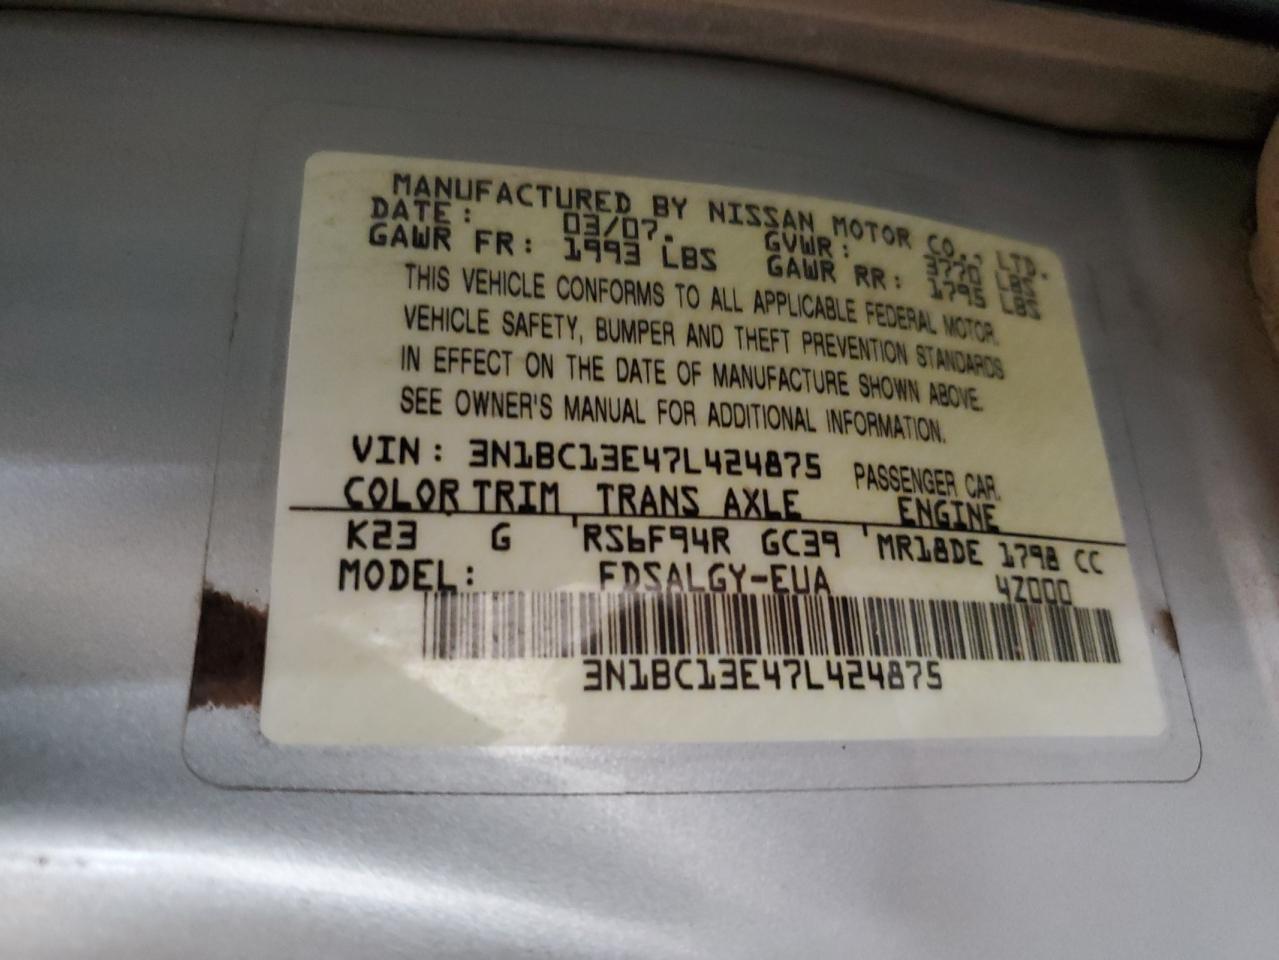 MANUFACTURED BY NISSAN MOTOR CO., LTD.
DATE: 03/07. GVWR: 3770 LBS
GAWR FR: 1993 LBS GAWR RR: 1795 LBS
THIS VEHICLE CONFORMS TO ALL APPLICABLE FEDERAL MOTOR
VEHICLE SAFETY, BUMPER AND THEFT PREVENTION STANDARDS
IN EFFECT ON THE DATE OF MANUFACTURE SHOWN ABOVE.
SEE OWNER'S MANUAL FOR ADDITIONAL INFORMATION.
VIN: 3N1BC13E47L424875 PASSENGER CAR.
COLOR TRIM TRANS AXLE ENGINE
K23 G RS6F94R GC39 MR18DE 1798 CC
MODEL: FDSALGY-EUA 4Z000
3N1BC13E47L424875